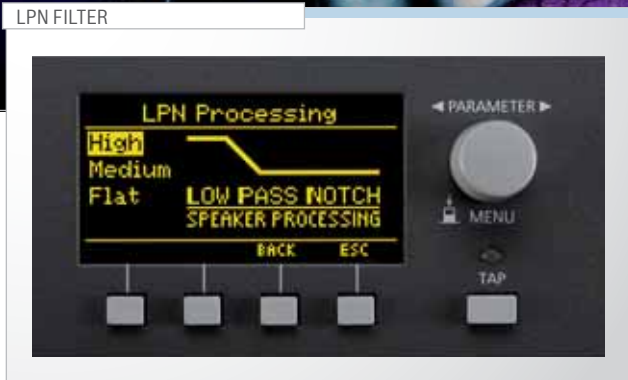 LPN FILTER
LPN Processing
High
Medium
Flat
LOW PASS NOTCH
SPEAKER PROCESSING
BACK ESC
◄ PARAMETER ►
MENU
TAP